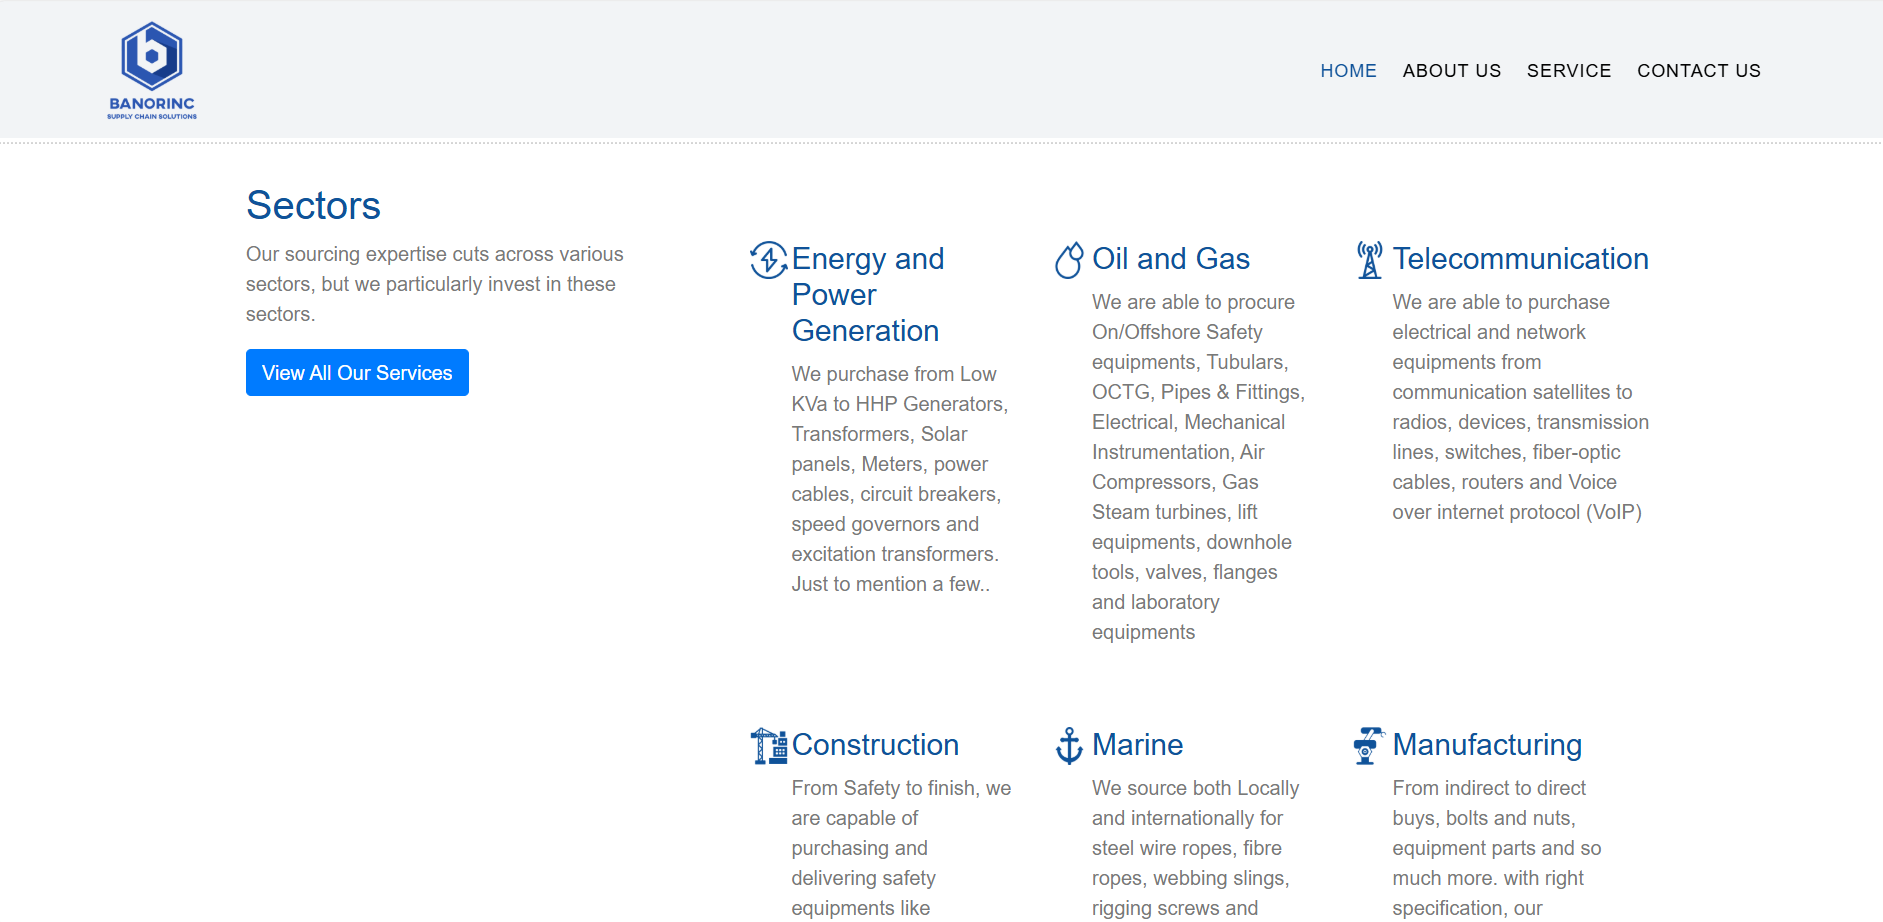 BANORINC
SUPPLY CHAIN SOLUTIONS
HOME ABOUT US SERVICE CONTACT US
Sectors
Our sourcing expertise cuts across various
sectors, but we particularly invest in these
sectors.
View All Our Services
Energy and
Power
Generation
We purchase from Low
KVa to HHP Generators,
Transformers, Solar
panels, Meters, power
cables, circuit breakers,
speed governors and
excitation transformers.
Just to mention a few..
Oil and Gas
We are able to procure
On/Offshore Safety
equipments, Tubulars,
OCTG, Pipes & Fittings,
Electrical, Mechanical
Instrumentation, Air
Compressors, Gas
Steam turbines, lift
equipments, downhole
tools, valves, flanges
and laboratory
equipments
Telecommunication
We are able to purchase
electrical and network
equipments from
communication satellites to
radios, devices, transmission
lines, switches, fiber-optic
cables, routers and Voice
over internet protocol (VoIP)
Construction
From Safety to finish, we
are capable of
purchasing and
delivering safety
equipments like
Marine
We source both Locally
and internationally for
steel wire ropes, fibre
ropes, webbing slings,
rigging screws and
Manufacturing
From indirect to direct
buys, bolts and nuts,
equipment parts and so
much more. with right
specification, our